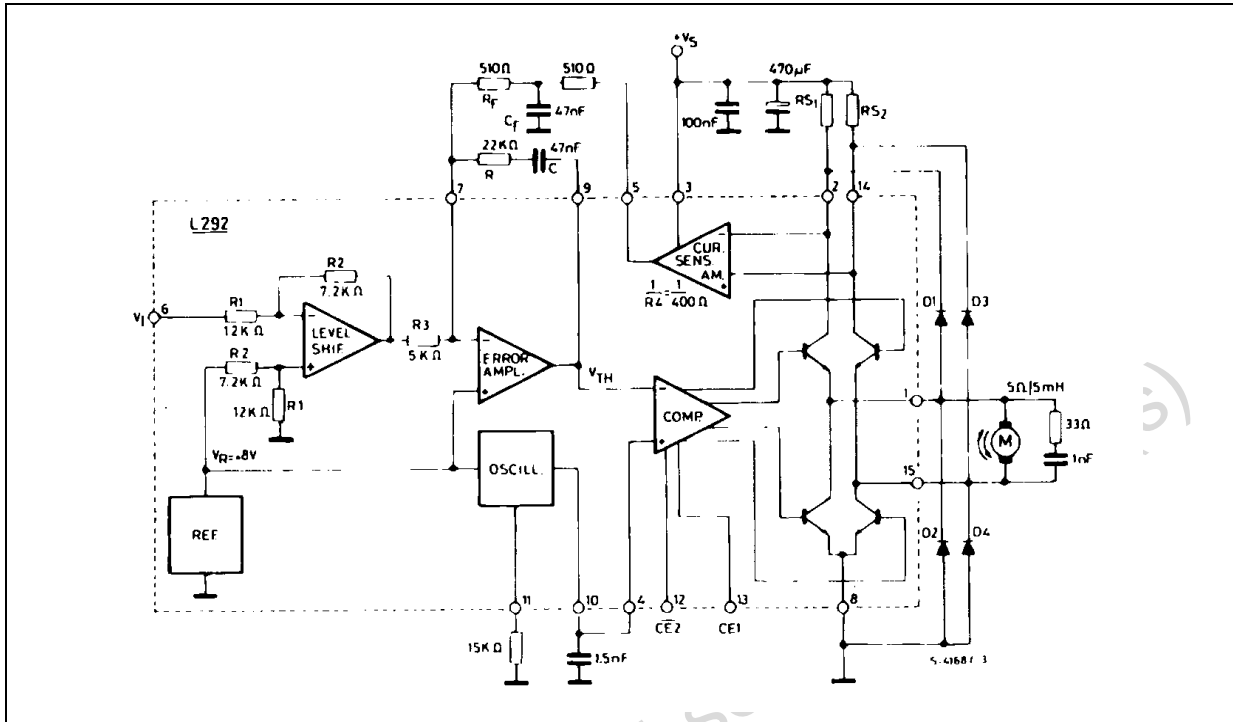 +VS
510Ω
510Ω
RF
Cf
47nF
22KΩ
R
47nF
C
100nF
470µF
RS1
RS2
7
9
5
3
2
14
L292
CUR.
SENS.
AM.
1/R4 = 1/400Ω
VI
6
R1
12KΩ
R2
7.2KΩ
LEVEL
SHIF.
R3
5KΩ
ERROR
AMPL.
VTH
R2
7.2KΩ
12KΩ
R1
COMP.
D1
D3
1
5Ω/5mH
33Ω
M
1nF
15
VR=+8V
OSCILL.
REF.
D2
D4
11
10
4
12
13
8
CE2
CE1
15KΩ
1.5nF